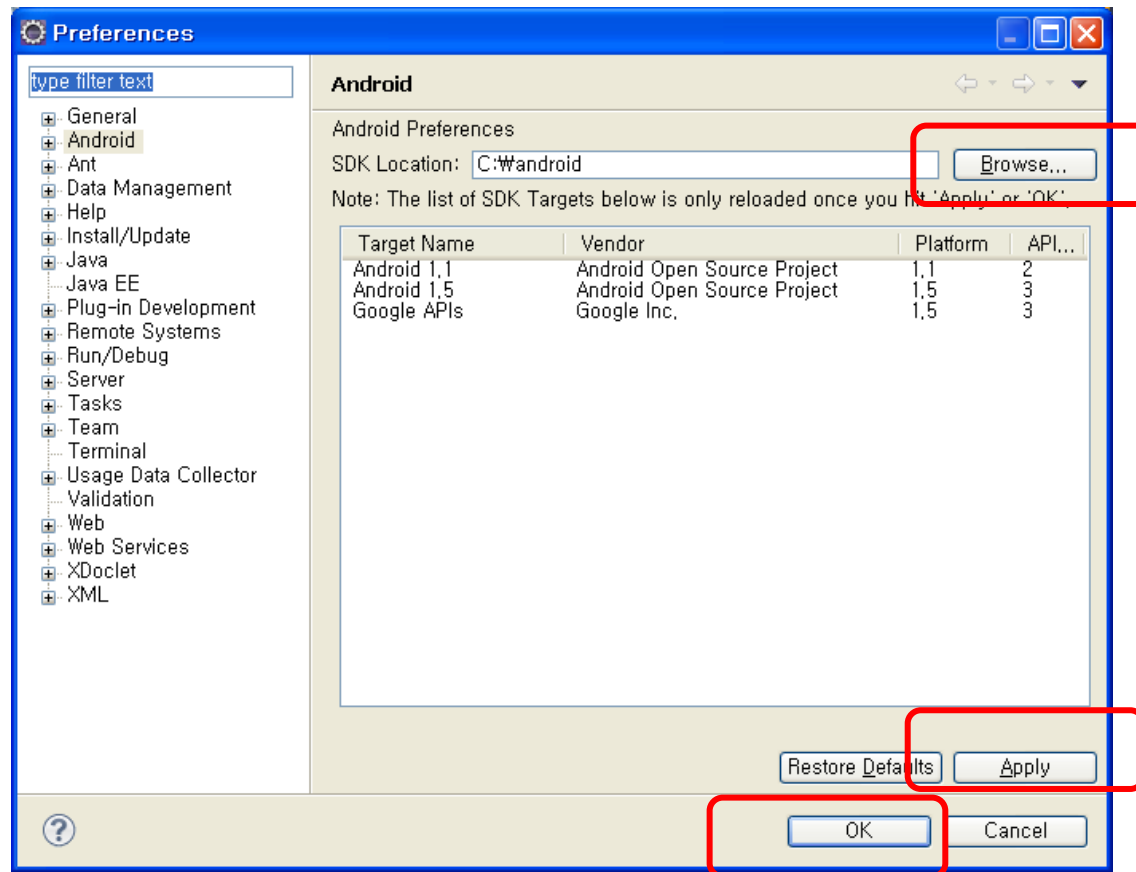 Preferences
type filter text
General
Android
Ant
Data Management
Help
Install/Update
Java
Java EE
Plug-in Development
Remote Systems
Run/Debug
Server
Tasks
Team
Terminal
Usage Data Collector
Validation
Web
Web Services
XDoclet
XML
Android
Android Preferences
SDK Location: C:₩android Browse...
Note: The list of SDK Targets below is only reloaded once you hit 'Apply' or 'OK'.
Target Name Vendor Platform API...
Android 1.1 Android Open Source Project 1.1 2
Android 1.5 Android Open Source Project 1.5 3
Google APIs Google Inc. 1.5 3
Restore Defaults Apply
? OK Cancel